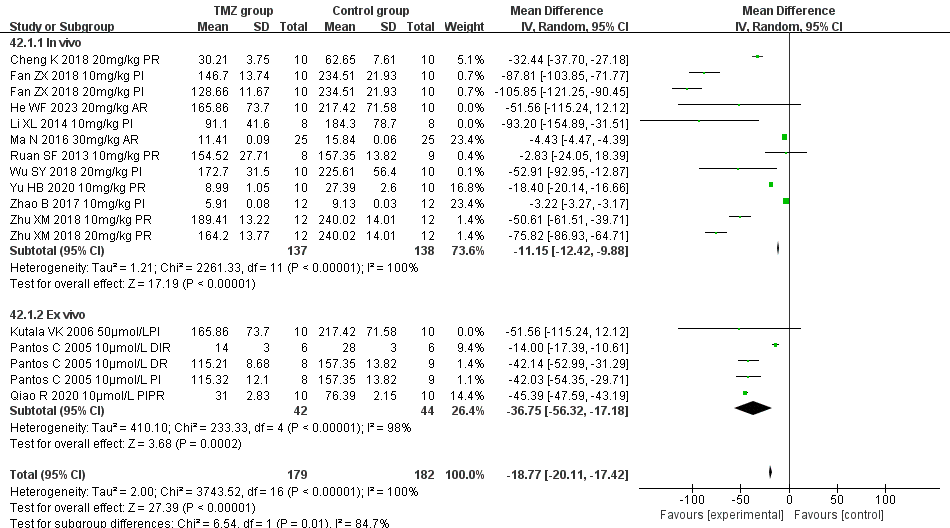 TMZ group Control group Mean Difference Mean Difference
Study or Subgroup Mean SD Total Mean SD Total Weight IV, Random, 95% CI IV, Random, 95% CI
42.1.1 In vivo
Cheng K 2018 20mg/kg PR 30.21 3.75 10 62.65 7.61 10 5.1% -32.44 [-37.70, -27.18]
Fan ZX 2018 10mg/kg PI 146.7 13.74 10 234.51 21.93 10 0.7% -87.81 [-103.85, -71.77]
Fan ZX 2018 20mg/kg PI 128.66 11.67 10 234.51 21.93 10 0.7% -105.85 [-121.25, -90.45]
He WF 2023 20mg/kg AR 165.86 73.7 10 217.42 71.58 10 0.0% -51.56 [-115.24, 12.12]
Li XL 2014 10mg/kg PI 91.1 41.6 8 184.3 78.7 8 0.0% -93.20 [-154.89, -31.51]
Ma N 2016 30mg/kg AR 11.41 0.09 25 15.84 0.06 25 23.4% -4.43 [-4.47, -4.39]
Ruan SF 2013 10mg/kg PR 154.52 27.71 8 157.35 13.82 9 0.4% -2.83 [-24.05, 18.39]
Wu SY 2018 20mg/kg PI 172.7 31.5 10 225.61 56.4 10 0.1% -52.91 [-92.95, -12.87]
Yu HB 2020 10mg/kg PR 8.99 1.05 10 27.39 2.6 10 16.8% -18.40 [-20.14, -16.66]
Zhao B 2017 10mg/kg PI 5.91 0.08 12 9.13 0.03 12 23.4% -3.22 [-3.27, -3.17]
Zhu XM 2018 10mg/kg PR 189.41 13.22 12 240.02 14.01 12 1.4% -50.61 [-61.51, -39.71]
Zhu XM 2018 20mg/kg PR 164.2 13.77 12 240.02 14.01 12 1.4% -75.82 [-86.93, -64.71]
Subtotal (95% CI) 137 138 73.6% -11.15 [-12.42, -9.88]
Heterogeneity: Tau² = 1.21; Chi² = 2261.33, df = 11 (P < 0.00001); I² = 100%
Test for overall effect: Z = 17.19 (P < 0.00001)
42.1.2 Ex vivo
Kutala VK 2006 50μmol/LPI 165.86 73.7 10 217.42 71.58 10 0.0% -51.56 [-115.24, 12.12]
Pantos C 2005 10μmol/L DIR 14 3 6 28 3 6 9.4% -14.00 [-17.39, -10.61]
Pantos C 2005 10μmol/L DR 115.21 8.68 8 157.35 13.82 9 1.4% -42.14 [-52.99, -31.29]
Pantos C 2005 10μmol/L PI 115.32 12.1 8 157.35 13.82 9 1.1% -42.03 [-54.35, -29.71]
Qiao R 2020 10μmol/L PIPR 31 2.83 10 76.39 2.15 10 14.4% -45.39 [-47.59, -43.19]
Subtotal (95% CI) 42 44 26.4% -36.75 [-56.32, -17.18]
Heterogeneity: Tau² = 410.10; Chi² = 233.33, df = 4 (P < 0.00001); I² = 98%
Test for overall effect: Z = 3.68 (P = 0.0002)
Total (95% CI) 179 182 100.0% -18.77 [-20.11, -17.42]
Heterogeneity: Tau² = 2.00; Chi² = 3743.52, df = 16 (P < 0.00001); I² = 100%
Test for overall effect: Z = 27.39 (P < 0.00001)
Test for subgroup differences: Chi² = 6.54, df = 1 (P = 0.01), I² = 84.7%
-100 -50 0 50 100
Favours [experimental] Favours [control]